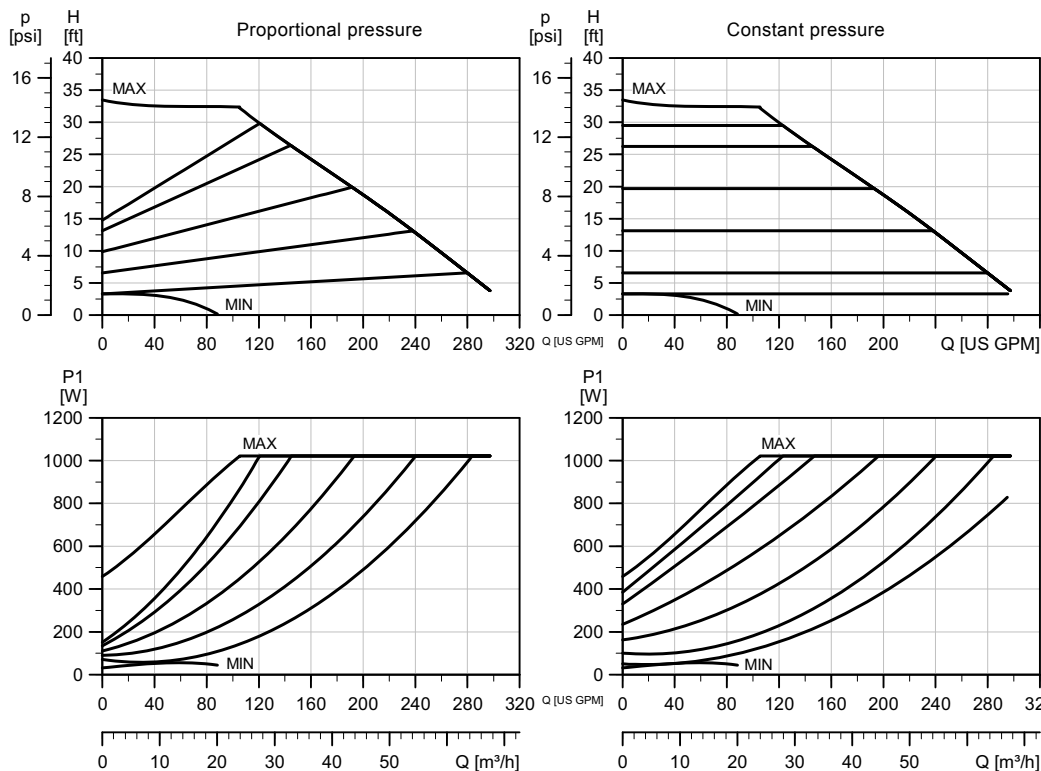 p H Proportional pressure p H Constant pressure
[psi] [ft] [psi] [ft]
40 40
16 MAX 16 MAX
35 35
30 30
12 12
25 25
8 20 8 20
15 15
4 10 4 10
5 5
MIN MIN
0 0 0 0
0 40 80 120 160 200 240 280 320 Q [US GPM] 0 40 80 120 160 200 Q [US GPM]
P1 P1
[W] [W]
1200 1200
MAX MAX
1000 1000
800 800
600 600
400 400
200 200
MIN MIN
0 0
0 40 80 120 160 200 240 280 320 Q [US GPM] 0 40 80 120 160 200 240 280 32
0 10 20 30 40 50 Q [m³/h] 0 10 20 30 40 50 Q [m³/h]